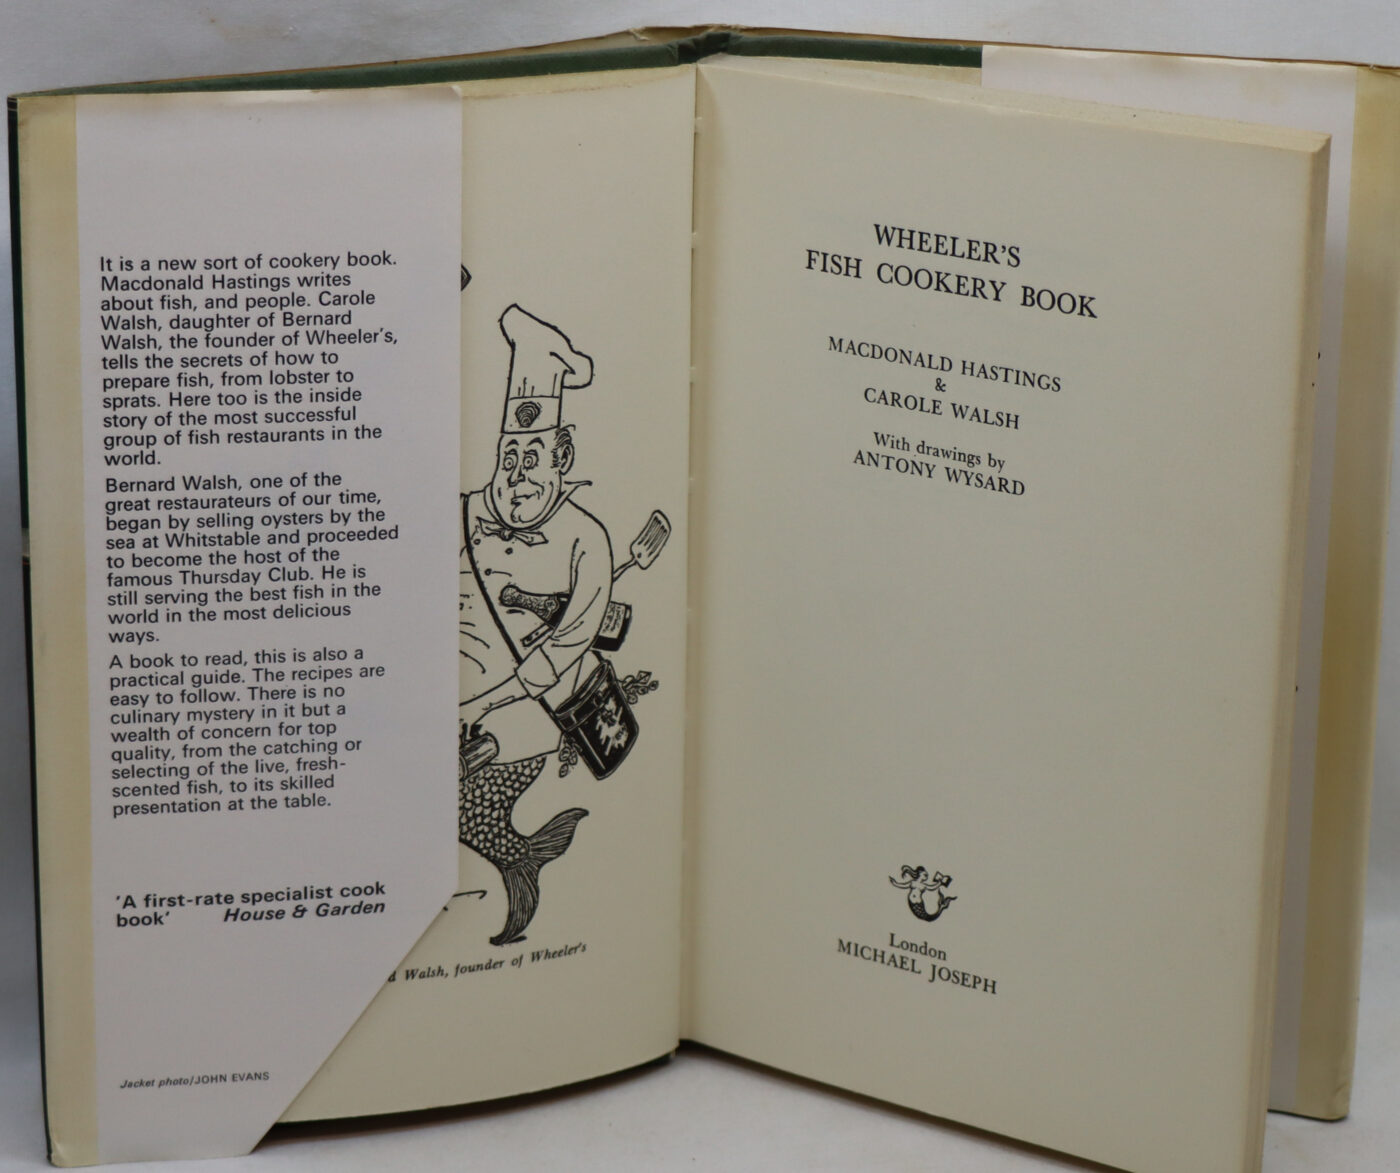 It is a new sort of cookery book.
Macdonald Hastings writes
about fish, and people. Carole
Walsh, daughter of Bernard
Walsh, the founder of Wheeler's,
tells the secrets of how to
prepare fish, from lobster to
sprats. Here too is the inside
story of the most successful
group of fish restaurants in the
world.
Bernard Walsh, one of the
great restaurateurs of our time,
began by selling oysters by the
sea at Whitstable and proceeded
to become the host of the
famous Thursday Club. He is
still serving the best fish in the
world in the most delicious
ways.
A book to read, this is also a
practical guide. The recipes are
easy to follow. There is no
culinary mystery in it but a
wealth of concern for top
quality, from the catching or
selecting of the live, fresh-
scented fish, to its skilled
presentation at the table.
'A first-rate specialist cook
book' House & Garden
Jacket photo/JOHN EVANS
d Walsh, founder of Wheeler's
WHEELER'S
FISH COOKERY BOOK
MACDONALD HASTINGS
&
CAROLE WALSH
With drawings by
ANTONY WYSARD
London
MICHAEL JOSEPH